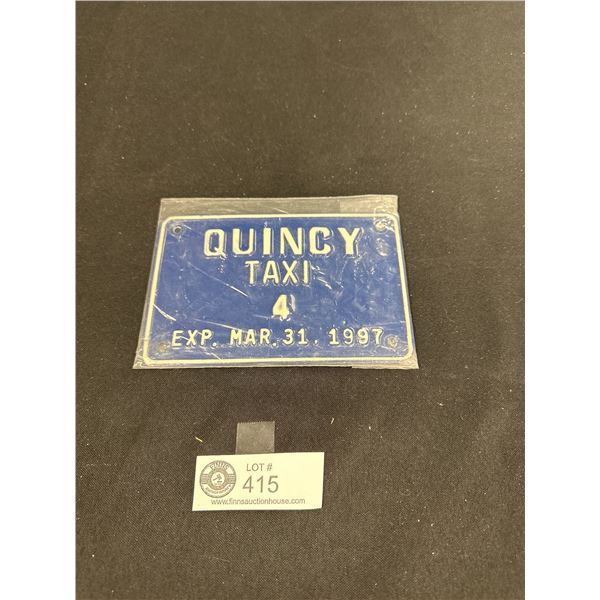 QUINCY
TAXI
4
EXP. MAR. 31. 1997
LOT #
415
www.finnsauctionhouse.com